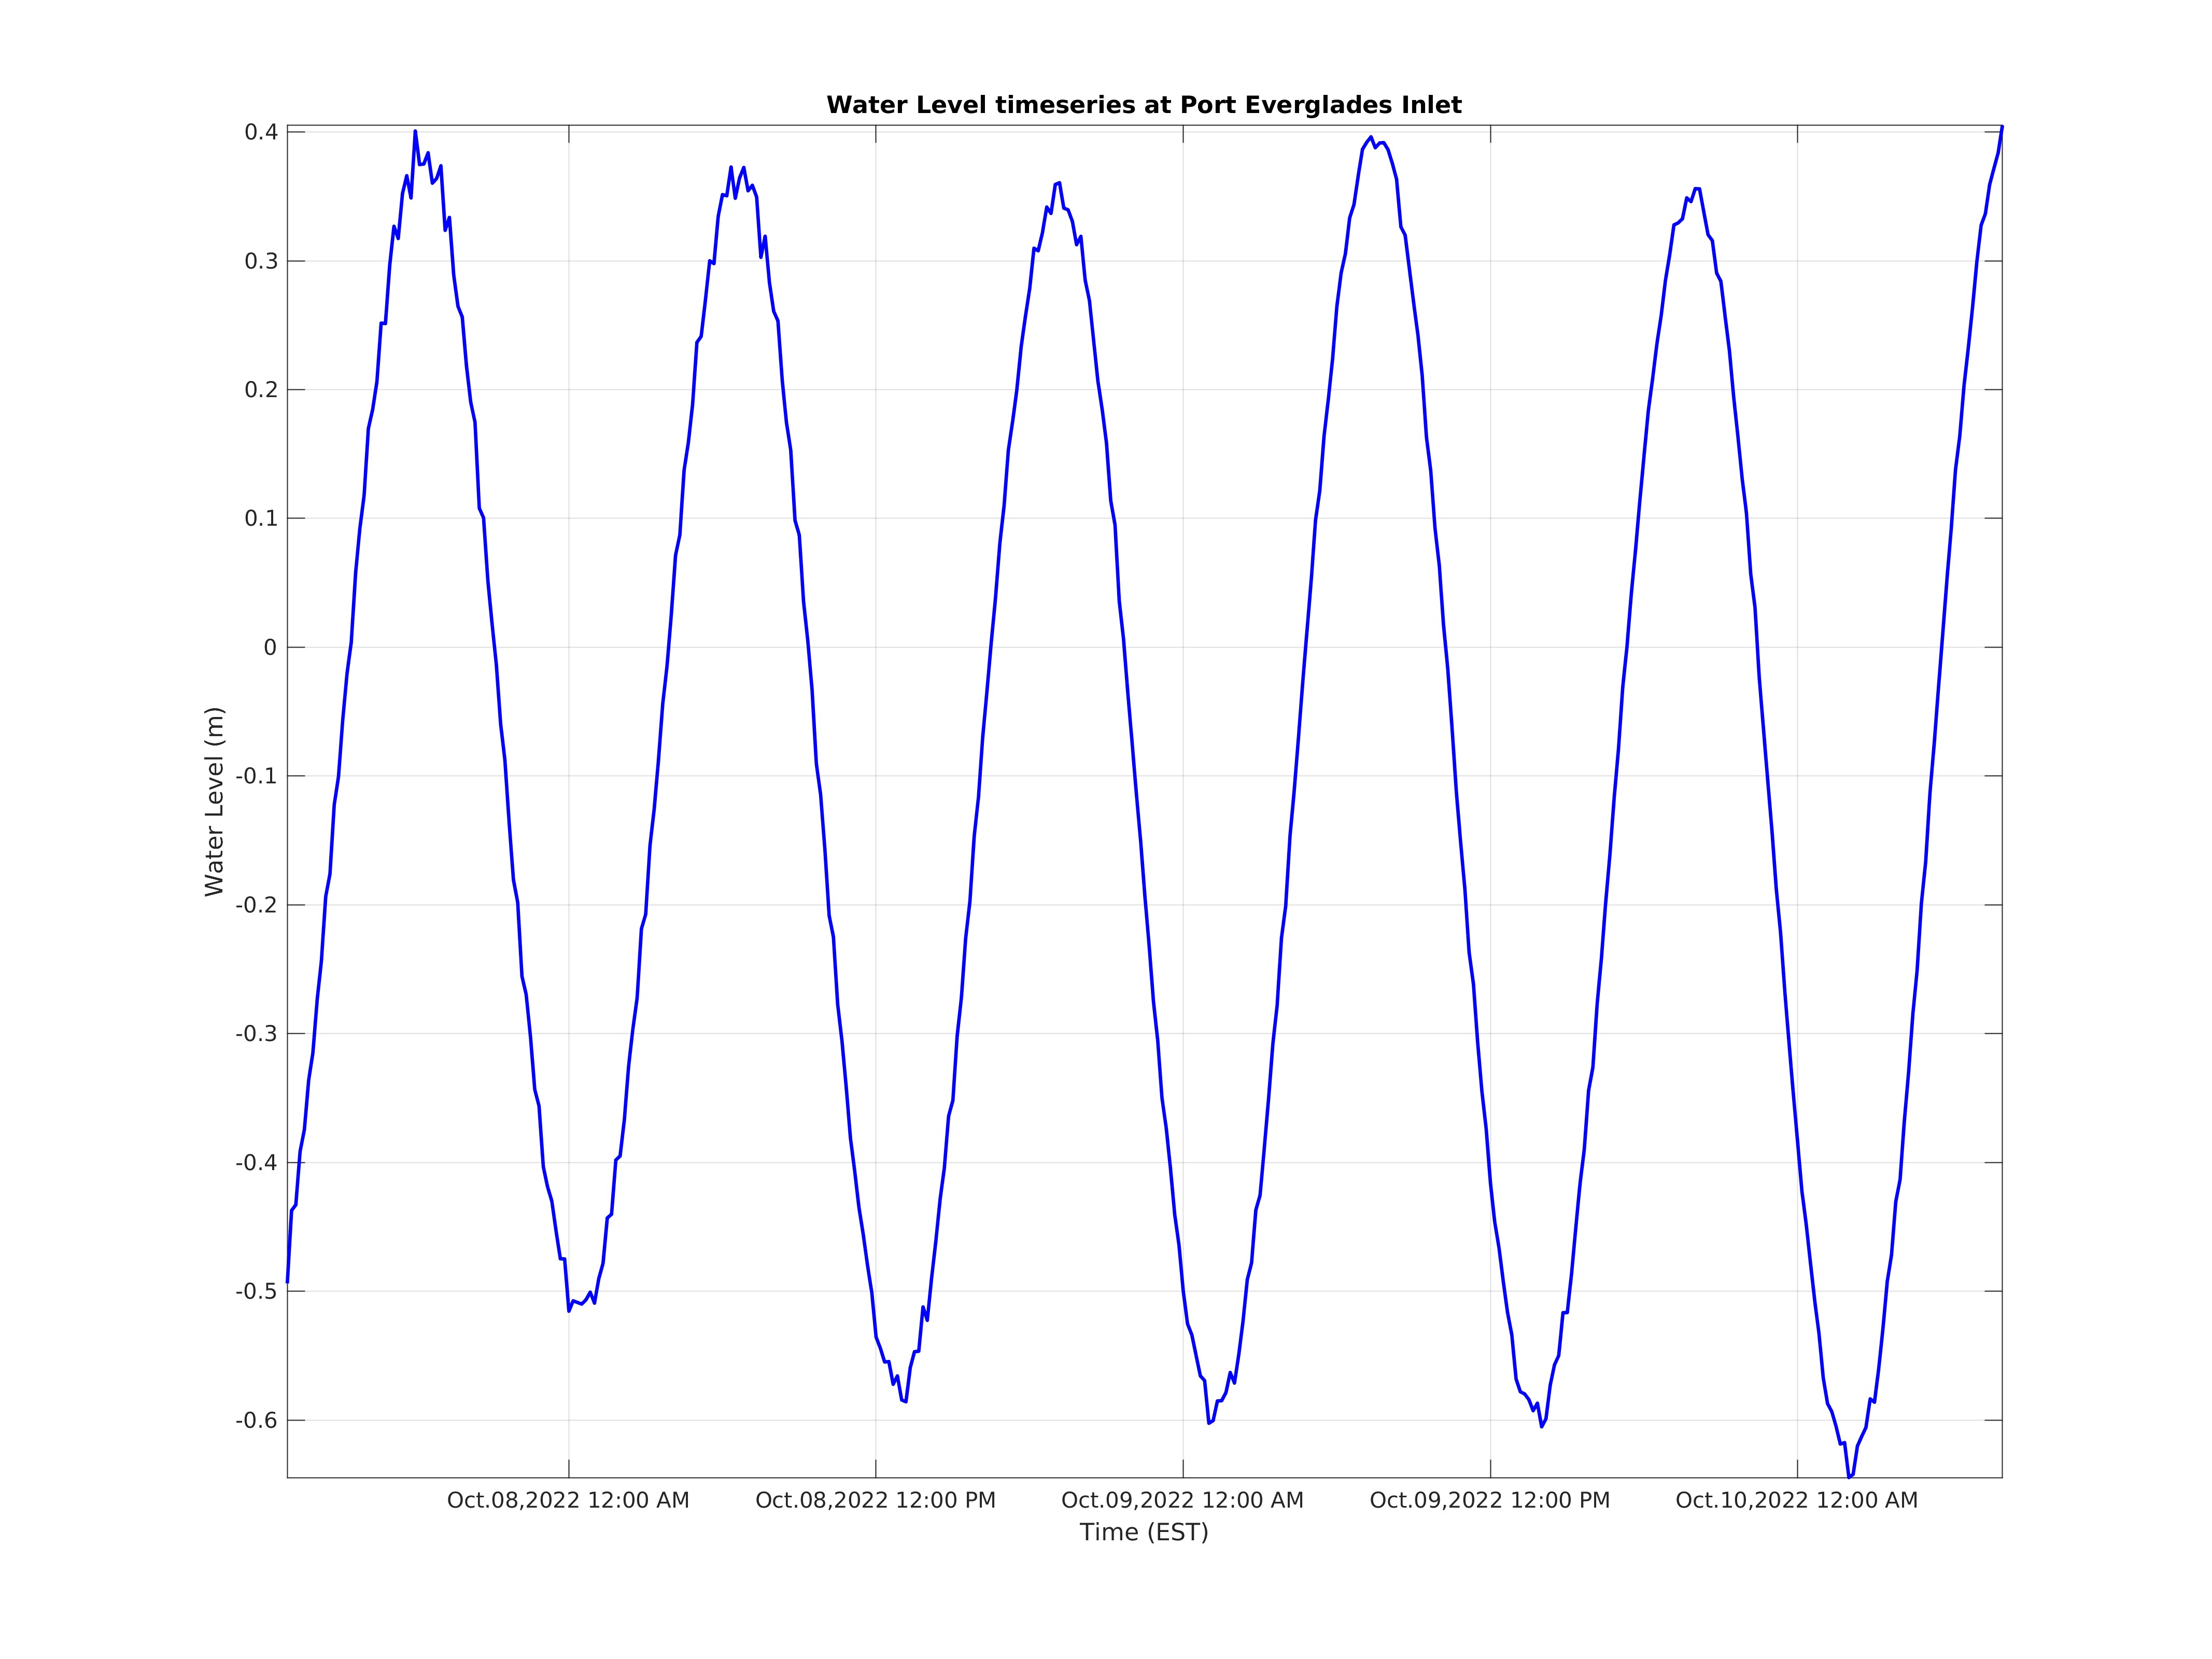 Water Level timeseries at Port Everglades Inlet
0.4
0.3
0.2
0.1
0
-0.1
-0.2
-0.3
-0.4
-0.5
-0.6
Water Level (m)
Oct.08,2022 12:00 AM
Oct.08,2022 12:00 PM
Oct.09,2022 12:00 AM
Oct.09,2022 12:00 PM
Oct.10,2022 12:00 AM
Time (EST)